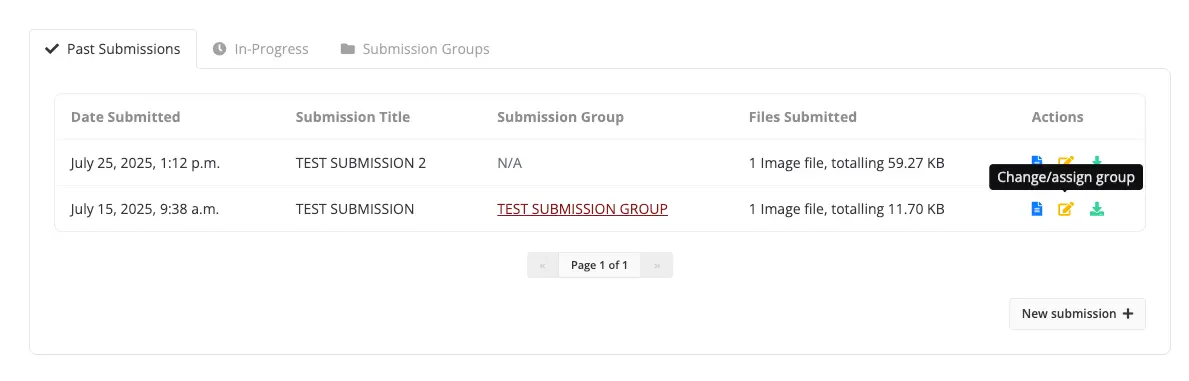 Past Submissions In-Progress Submission Groups
Date Submitted Submission Title Submission Group Files Submitted Actions
July 25, 2025, 1:12 p.m. TEST SUBMISSION 2 N/A 1 Image file, totalling 59.27 KB
Change/assign group
July 15, 2025, 9:38 a.m. TEST SUBMISSION TEST SUBMISSION GROUP 1 Image file, totalling 11.70 KB
« Page 1 of 1 »
New submission +